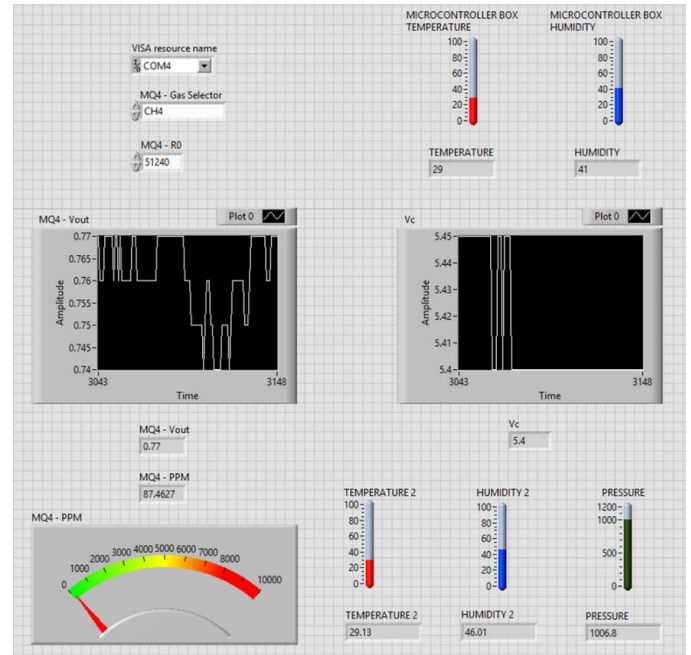 MICROCONTROLLER BOX
TEMPERATURE
MICROCONTROLLER BOX
HUMIDITY
VISA resource name
COM4
MQ4 - Gas Selector
CH4
MQ4 - R0
51240
100
80
60
40
20
0
100
80
60
40
20
0
TEMPERATURE
29
HUMIDITY
41
MQ4 - Vout
Plot 0
0.77
0.765
0.76
0.755
0.75
0.745
0.74
Amplitude
3043
3148
Time
Vc
Plot 0
5.45
5.44
5.43
5.42
5.41
5.4
Amplitude
3043
3148
Time
MQ4 - Vout
0.77
Vc
5.4
MQ4 - PPM
87.4627
MQ4 - PPM
0
1000
2000
3000
4000
5000
6000
7000
8000
10000
TEMPERATURE 2
100
80
60
40
20
0
HUMIDITY 2
100
80
60
40
20
0
PRESSURE
1200
1000
500
0
TEMPERATURE 2
29.13
HUMIDITY 2
46.01
PRESSURE
1006.8